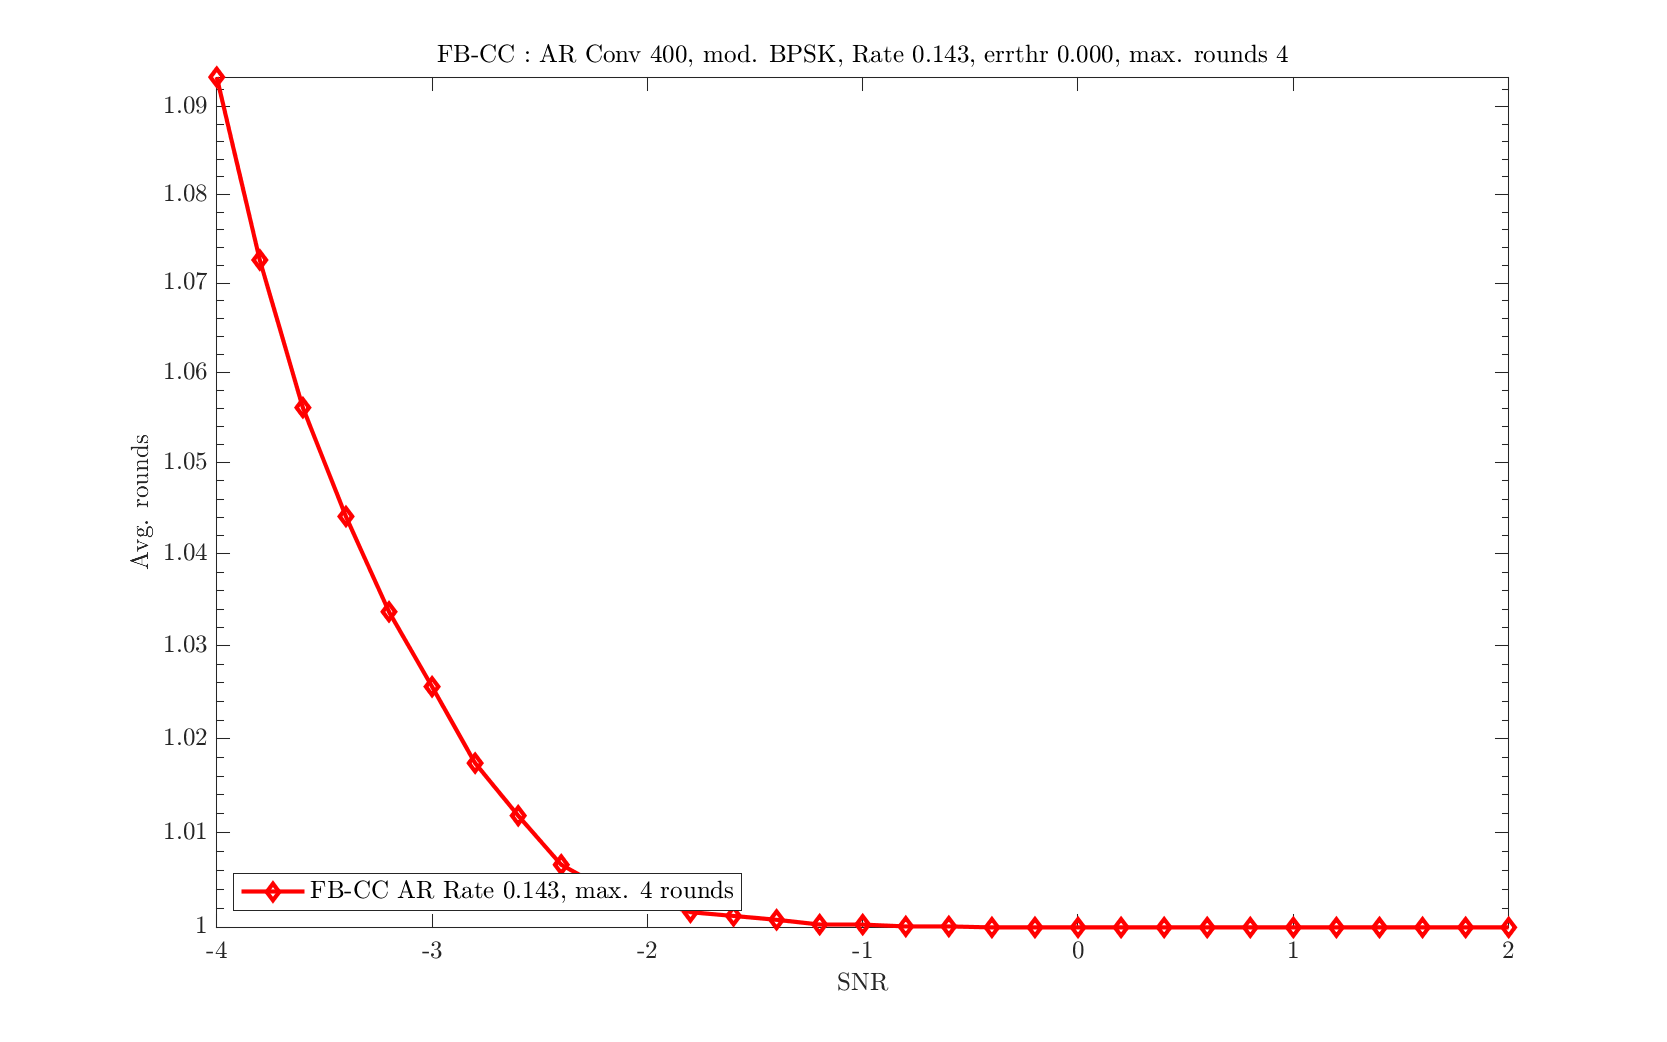 FB-CC : AR Conv 400, mod. BPSK, Rate 0.143, errthr 0.000, max. rounds 4
1.09
1.08
1.07
1.06
1.05
1.04
1.03
1.02
1.01
1
Avg. rounds
FB-CC AR Rate 0.143, max. 4 rounds
-4 -3 -2 -1 0 1 2
SNR